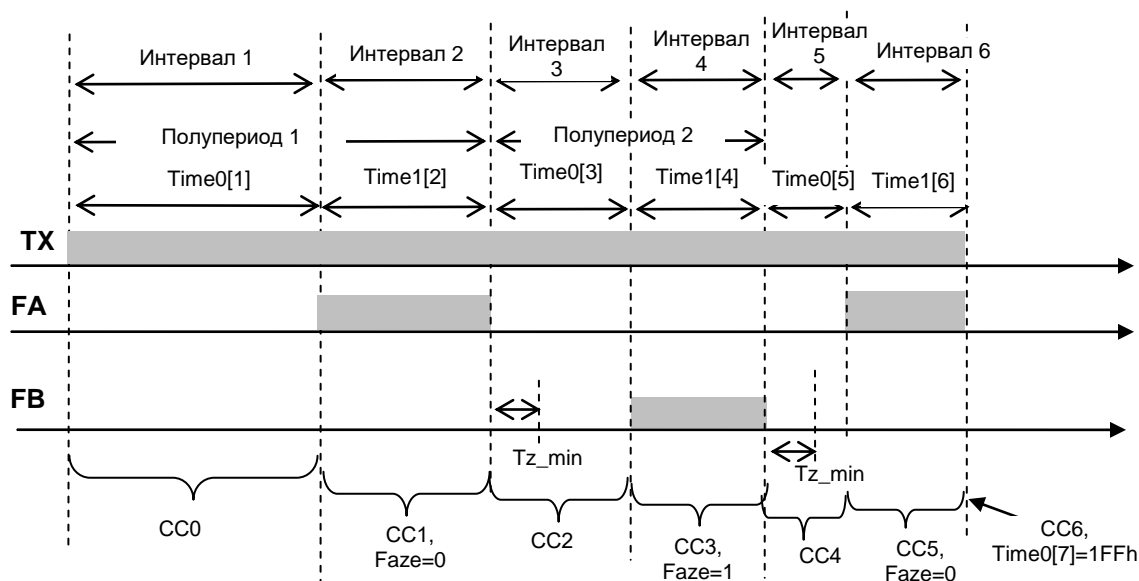 Интервал 1
Интервал 2
Интервал
3
Интервал
4
Интервал
5
Интервал 6
Полупериод 1
Полупериод 2
Time0[1]
Time1[2]
Time0[3]
Time1[4]
Time0[5]
Time1[6]
TX
FA
FB
Tz_min
Tz_min
CC0
CC1,
Faze=0
CC2
CC3,
Faze=1
CC4
CC5,
Faze=0
CC6,
Time0[7]=1FFh